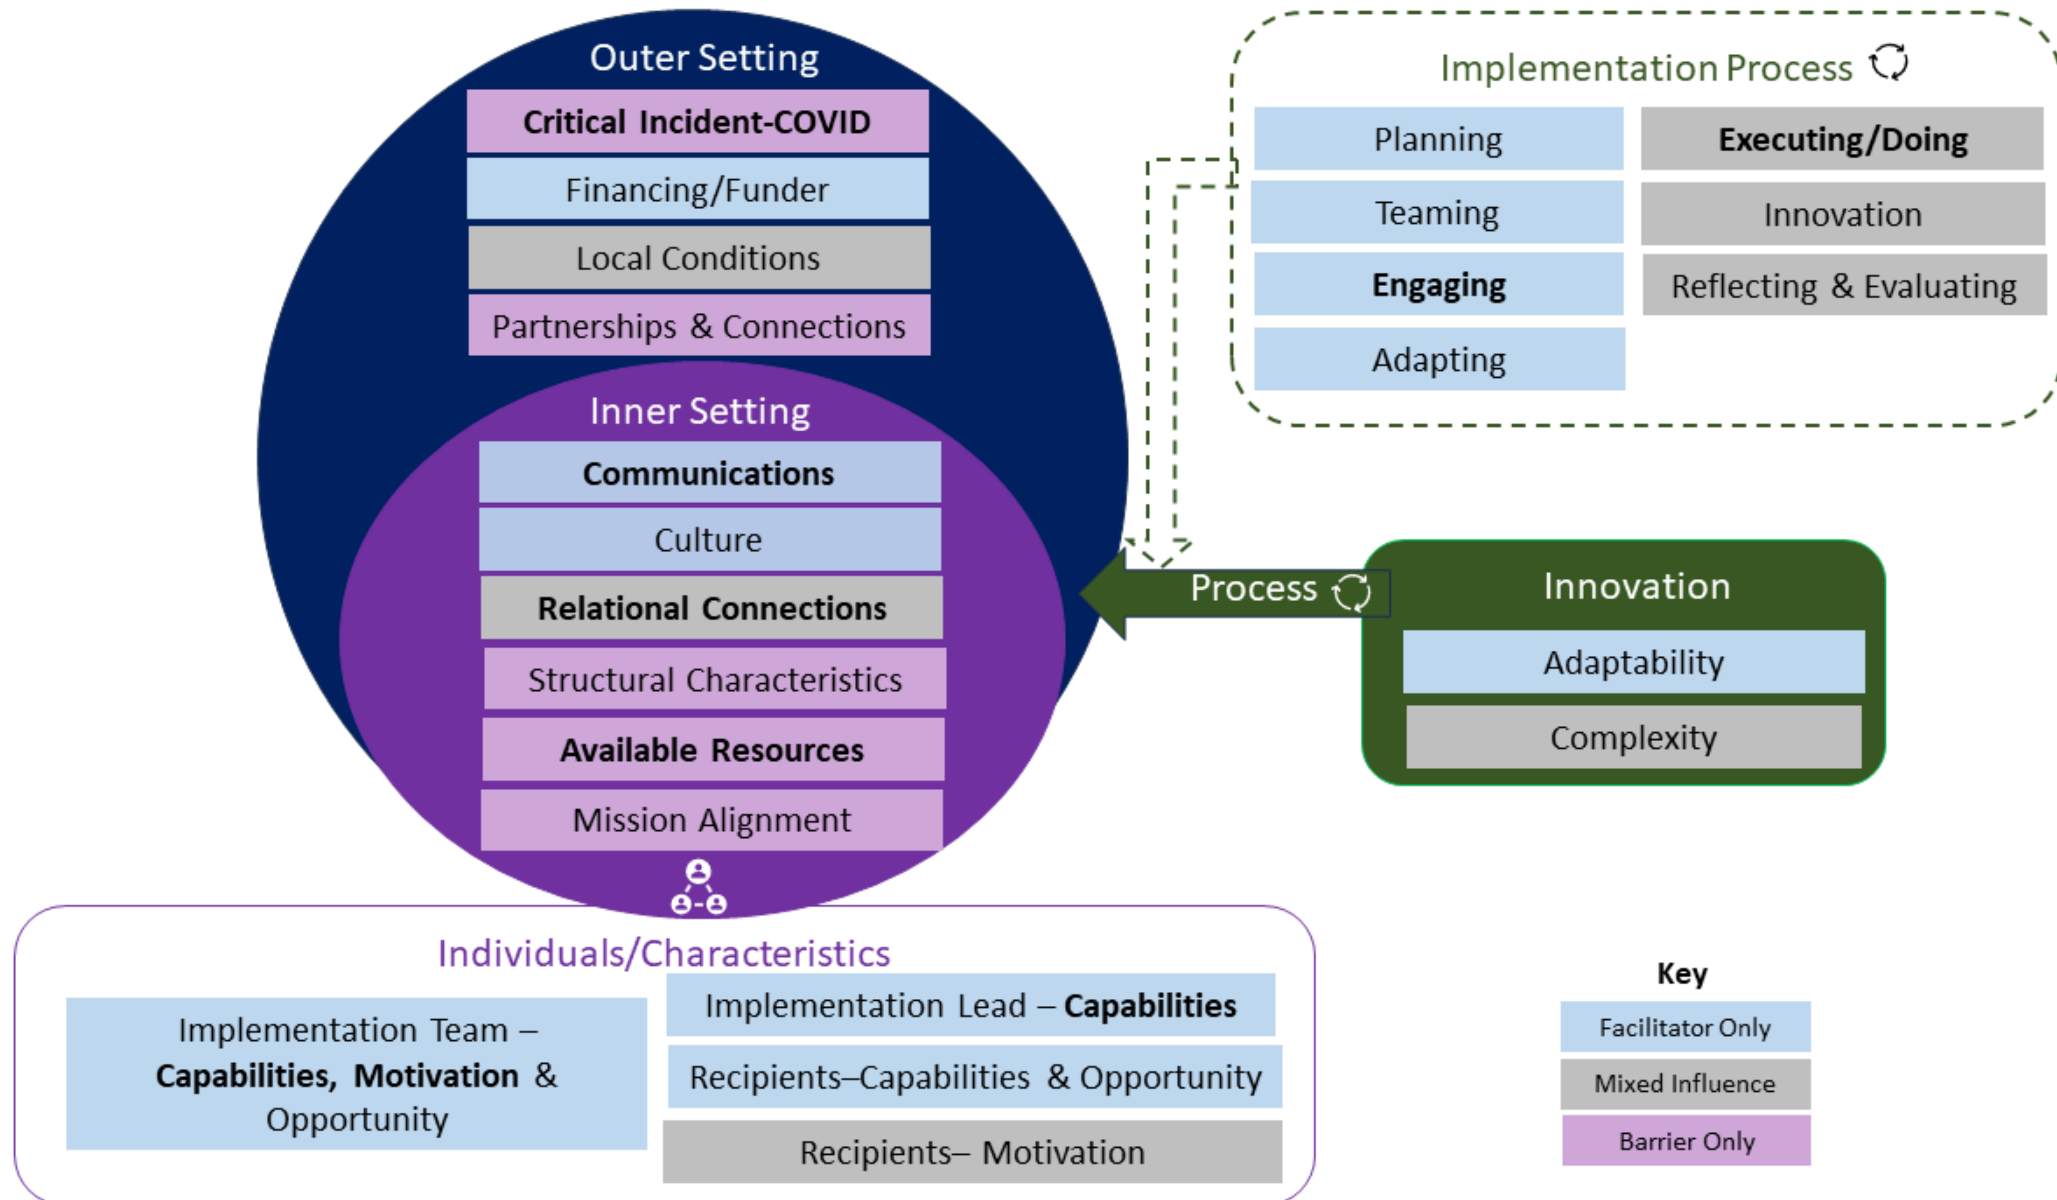 Outer Setting
Critical Incident-COVID
Financing/Funder
Local Conditions
Partnerships & Connections
Inner Setting
Communications
Culture
Relational Connections
Structural Characteristics
Available Resources
Mission Alignment
Implementation Process
Planning
Teaming
Engaging
Adapting
Executing/Doing
Innovation
Reflecting & Evaluating
Process
Innovation
Adaptability
Complexity
Individuals/Characteristics
Implementation Team –
Capabilities, Motivation &
Opportunity
Implementation Lead – Capabilities
Recipients–Capabilities & Opportunity
Recipients– Motivation
Key
Facilitator Only
Mixed Influence
Barrier Only